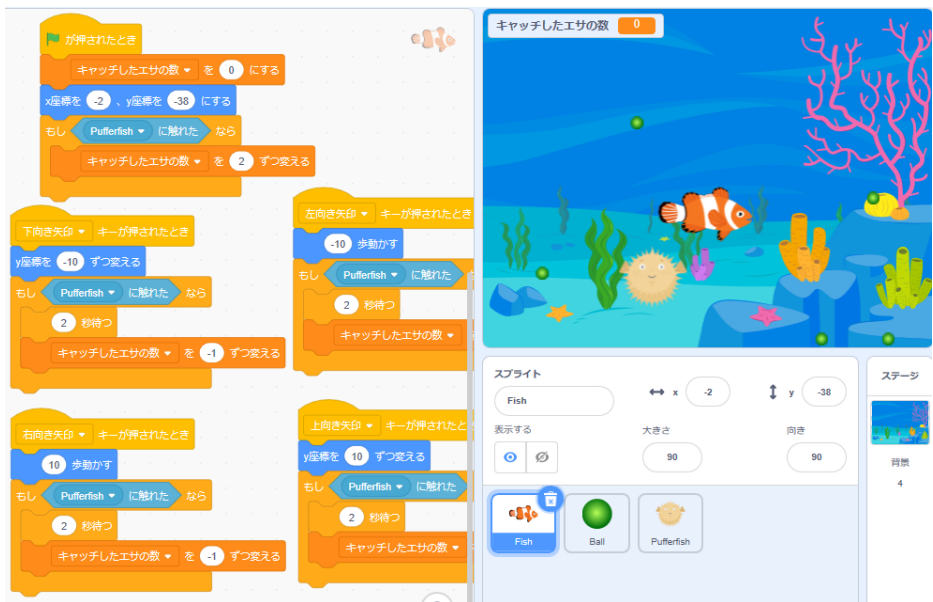 が押されたとき
キャッチしたエサの数 を 0 にする
x座標を -2 、y座標を -38 にする
もし Pufferfish に触れた なら
キャッチしたエサの数 を 2 ずつ変える
下向き矢印 キーが押されたとき
y座標を -10 ずつ変える
もし Pufferfish に触れた なら
2 秒待つ
キャッチしたエサの数 を -1 ずつ変える
左向き矢印 キーが押されたとき
-10 歩動かす
もし Pufferfish に触れた
2 秒待つ
キャッチしたエサの数
右向き矢印 キーが押されたとき
10 歩動かす
もし Pufferfish に触れた なら
2 秒待つ
キャッチしたエサの数 を -1 ずつ変える
上向き矢印 キーが押されたと
y座標を 10 ずつ変える
もし Pufferfish に触れた
2 秒待つ
キャッチしたエサの数
キャッチしたエサの数 0
スプライト
Fish
x -2
y -38
表示する
大きさ
90
向き
90
Fish
Ball
Pufferfish
ステージ
背景
4